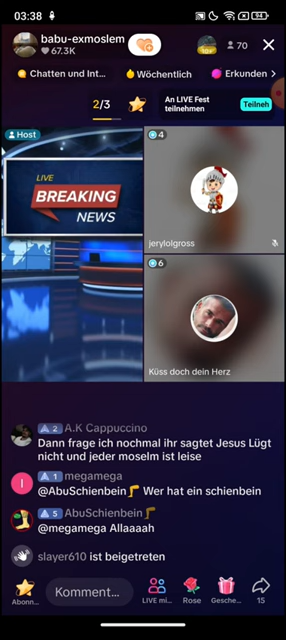 03:38
94
babu-exmoslem
67.3K
70
Chatten und Int...
Wöchentlich
Erkunden
2/3
An LIVE Fest
teilnehmen
Teilneh
Host
LIVE
BREAKING
NEWS
4
jerylolgross
6
Küss doch dein Herz
2 A.K Cappuccino
Dann frage ich nochmal ihr sagtet Jesus Lügt
nicht und jeder moselm ist leise
I
1 megamega
@AbuSchienbein🦵 Wer hat ein schienbein
5 AbuSchienbein🦵
@megamega Allaaaah
slayer610 ist beigetreten
Abonn...
Komment...
LIVE mi...
Rose
Gesche...
15